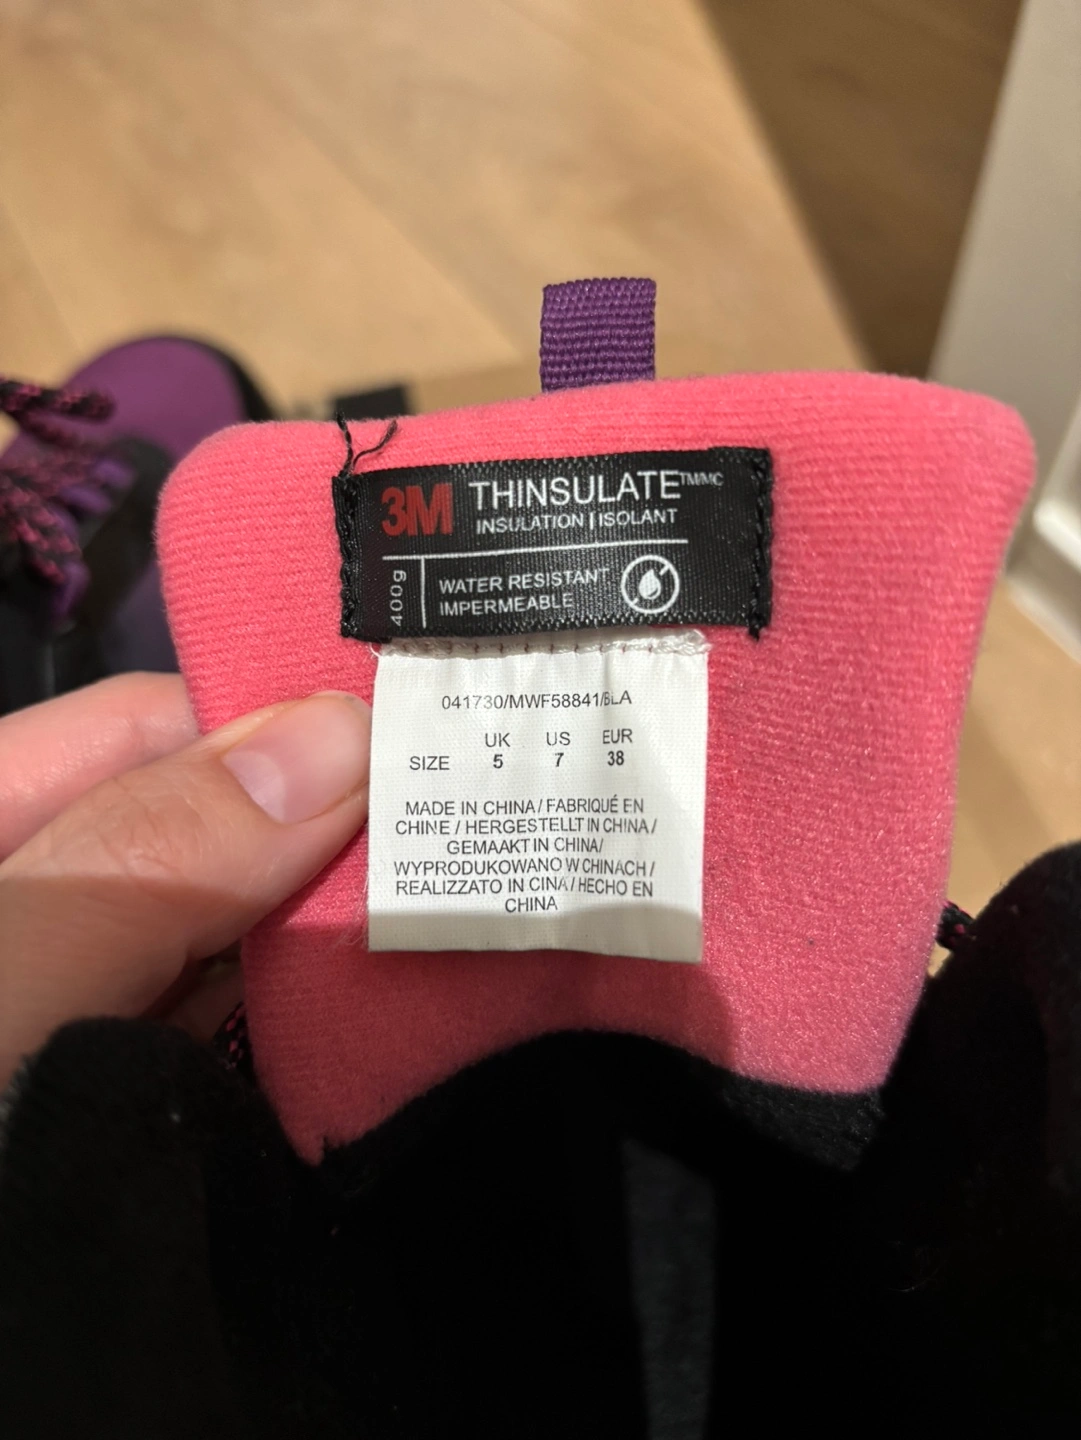 3M THINSULATE™/MC
INSULATION | ISOLANT
400g
WATER RESISTANT
IMPERMEABLE
041730/MWF58841/BLA
UK US EUR
SIZE 5 7 38
MADE IN CHINA / FABRIQUÉ EN
CHINE / HERGESTELLT IN CHINA /
GEMAAKT IN CHINA/
WYPRODUKOWANO W CHINACH /
REALIZZATO IN CINA / HECHO EN
CHINA